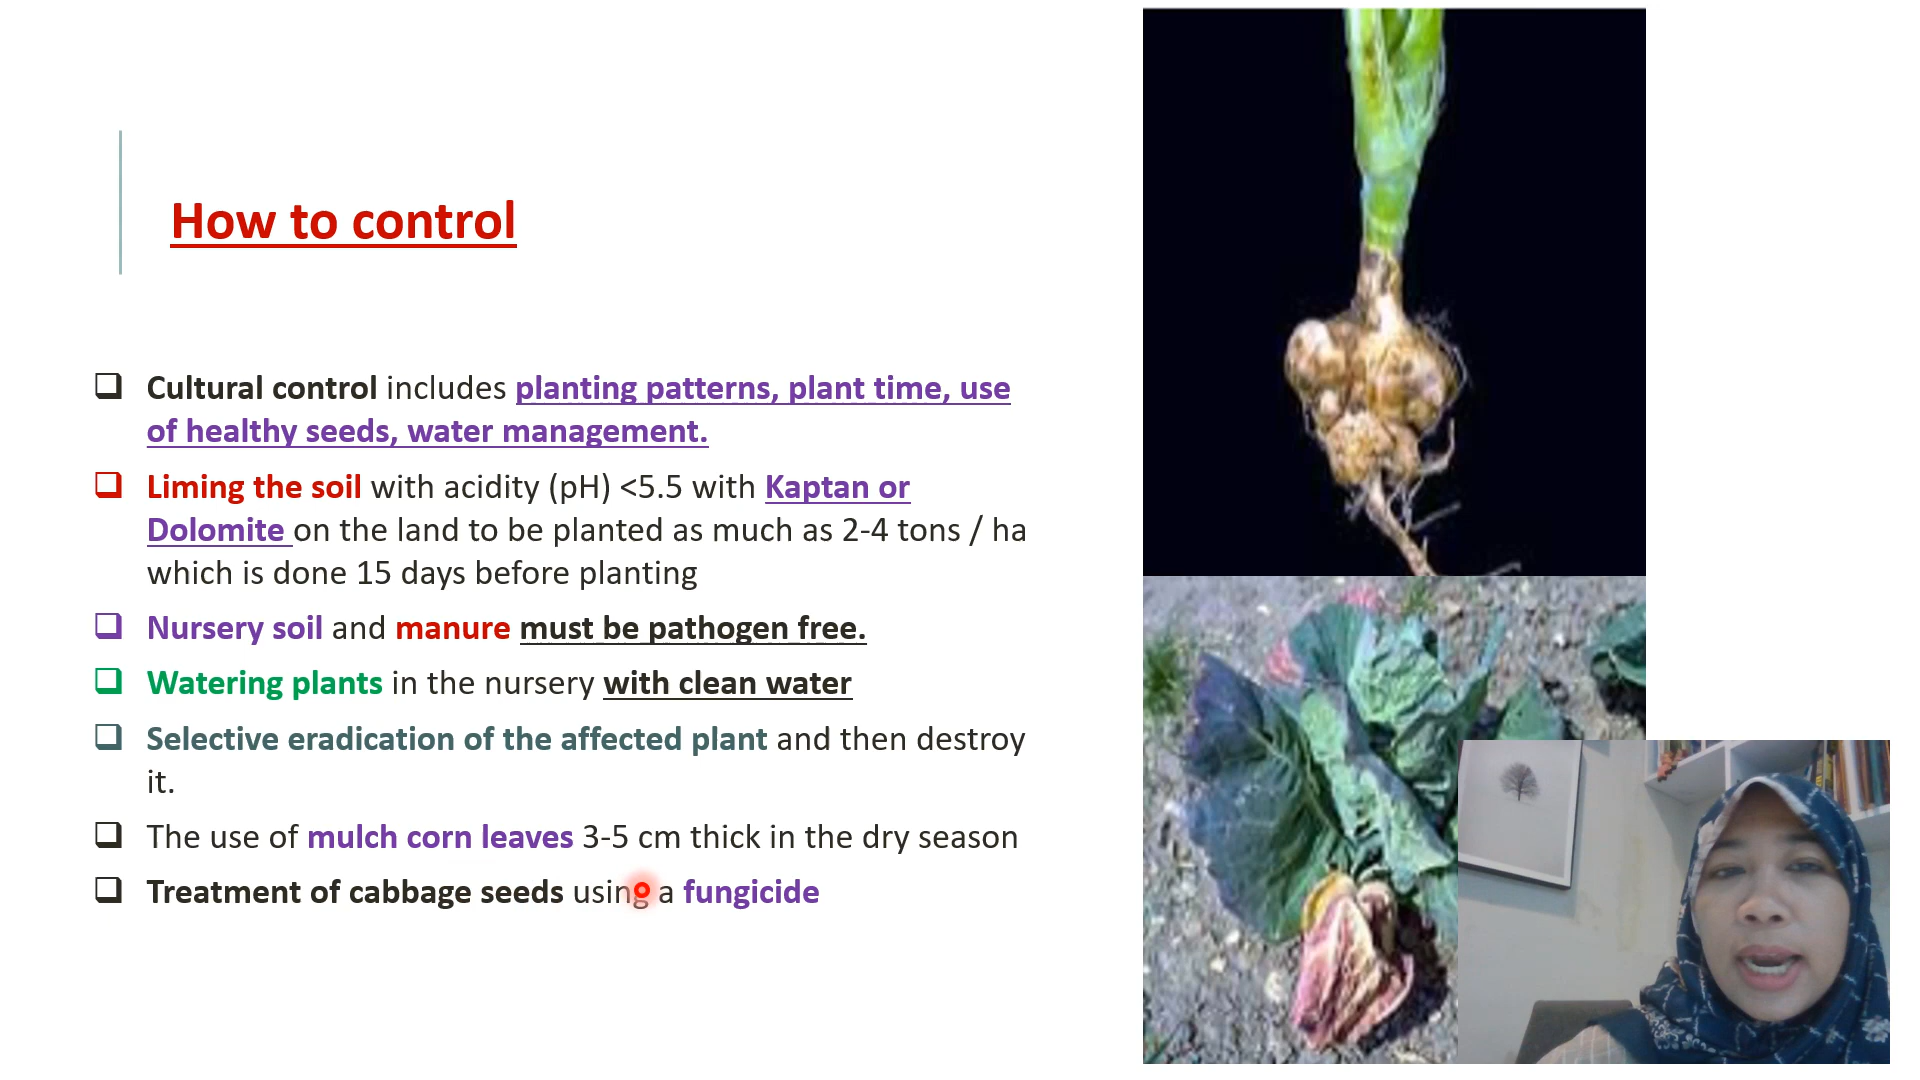 How to control
Cultural control includes planting patterns, plant time, use
of healthy seeds, water management.
Liming the soil with acidity (pH) <5.5 with Kaptan or
Dolomite on the land to be planted as much as 2-4 tons / ha
which is done 15 days before planting
Nursery soil and manure must be pathogen free.
Watering plants in the nursery with clean water
Selective eradication of the affected plant and then destroy
it.
The use of mulch corn leaves 3-5 cm thick in the dry season
Treatment of cabbage seeds using a fungicide